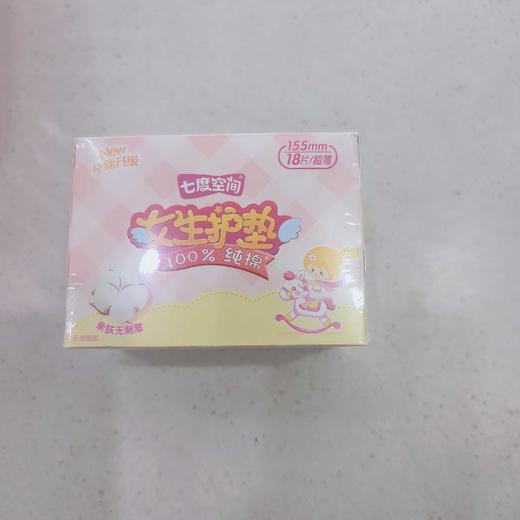 New
全新升级
155mm
18片/超薄
七度空间®
女生护垫
100% 纯棉
亲肤无刺激